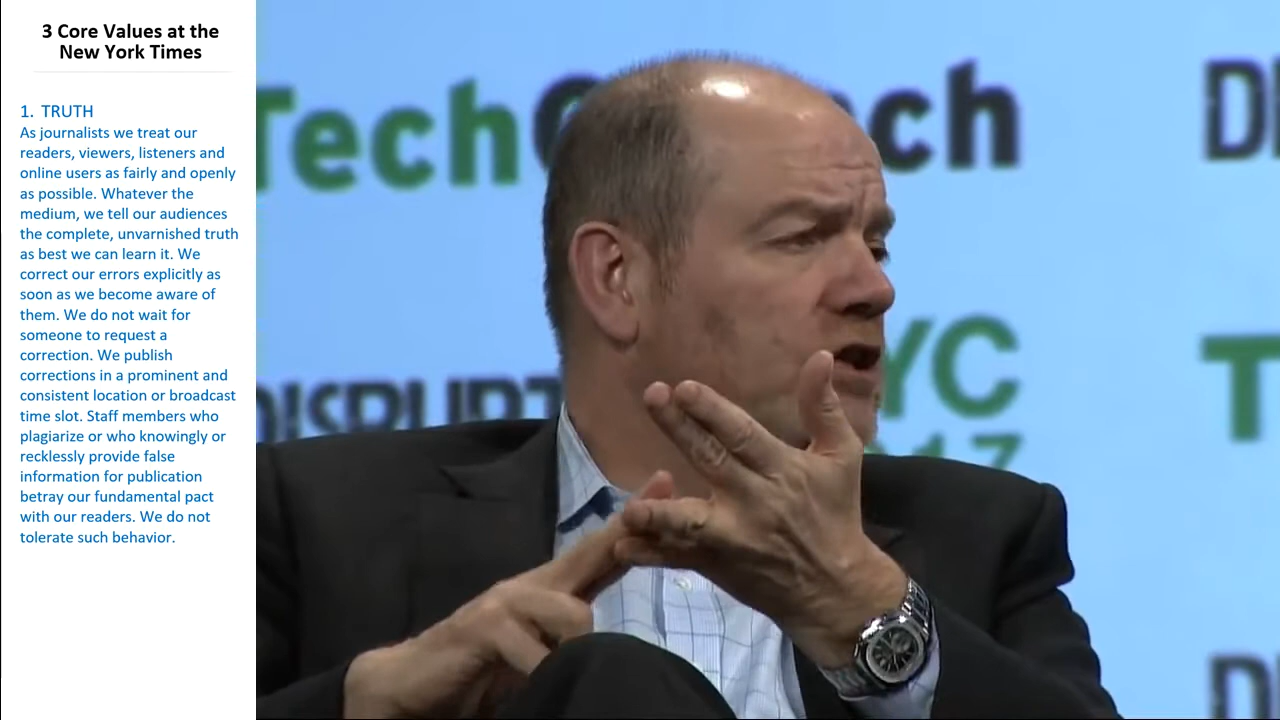 3 Core Values at the
New York Times
1. TRUTH
As journalists we treat our
readers, viewers, listeners and
online users as fairly and openly
as possible. Whatever the
medium, we tell our audiences
the complete, unvarnished truth
as best we can learn it. We
correct our errors explicitly as
soon as we become aware of
them. We do not wait for
someone to request a
correction. We publish
corrections in a prominent and
consistent location or broadcast
time slot. Staff members who
plagiarize or who knowingly or
recklessly provide false
information for publication
betray our fundamental pact
with our readers. We do not
tolerate such behavior.
Tech
ch
DISRUPT
YC